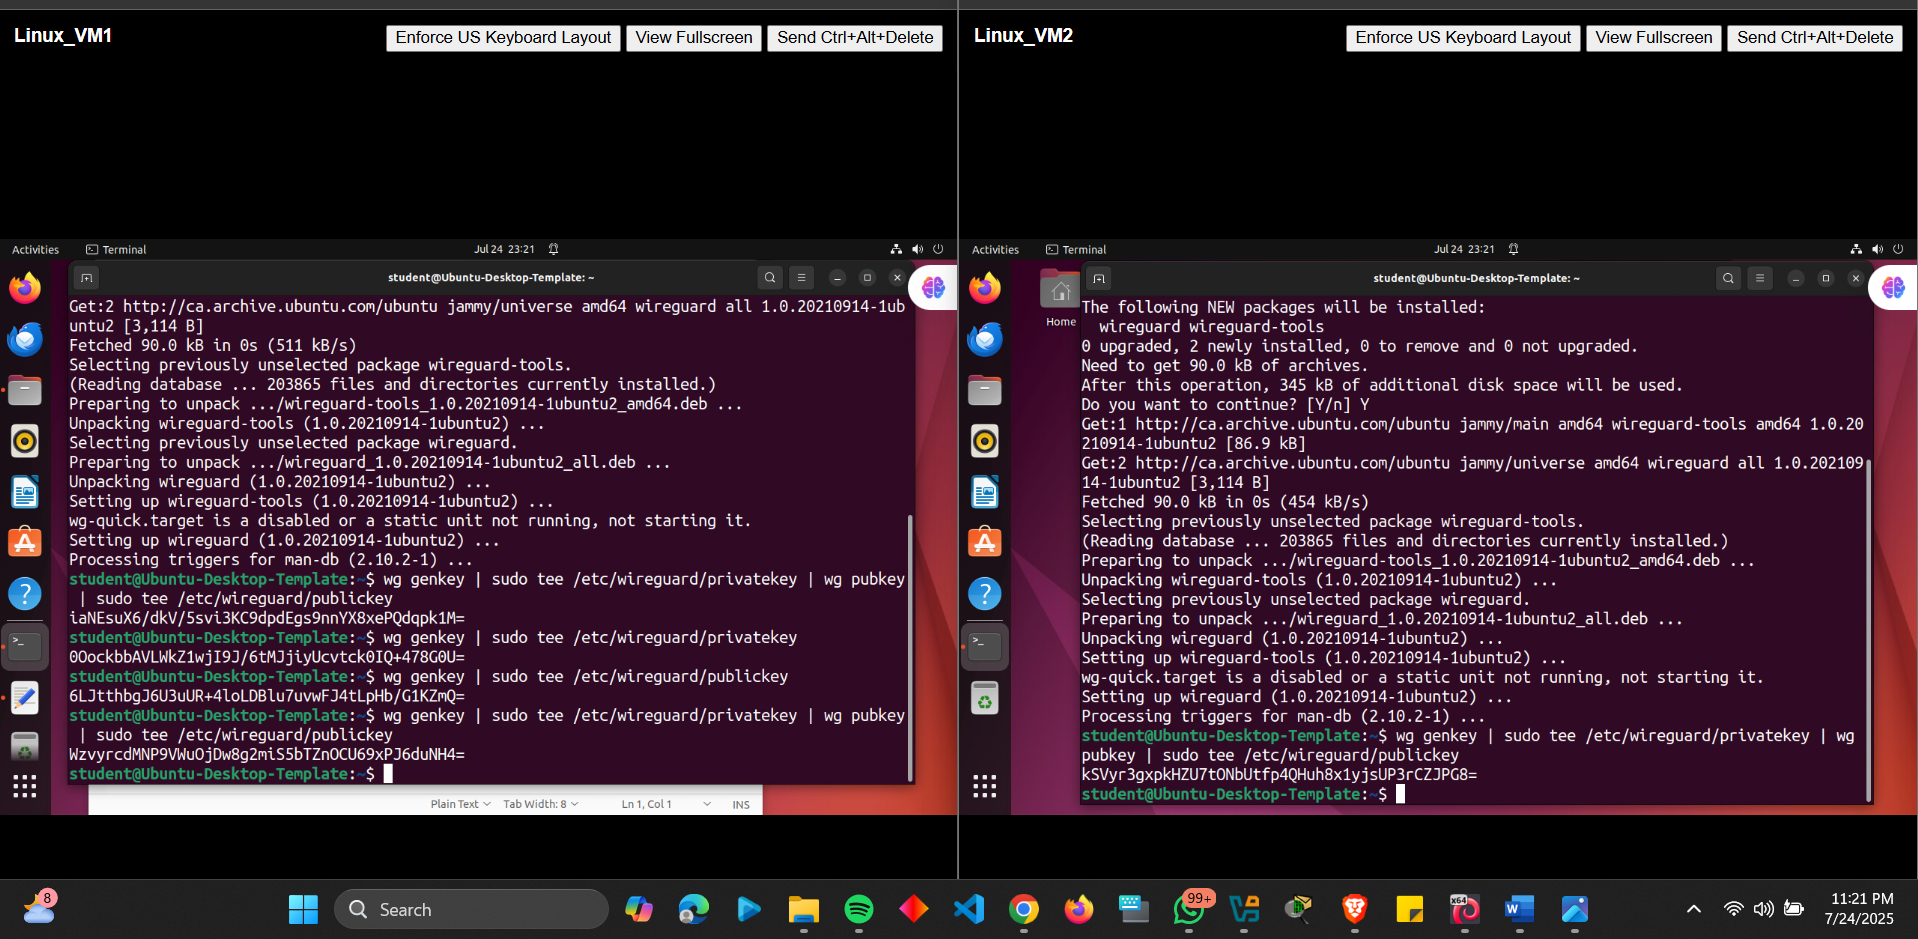 Linux_VM1
Enforce US Keyboard Layout View Fullscreen Send Ctrl+Alt+Delete
Activities Terminal Jul 24 23:21
student@Ubuntu-Desktop-Template: ~
Get:2 http://ca.archive.ubuntu.com/ubuntu jammy/universe amd64 wireguard all 1.0.20210914-1ub
untu2 [3,114 B]
Fetched 90.0 kB in 0s (511 kB/s)
Selecting previously unselected package wireguard-tools.
(Reading database ... 203865 files and directories currently installed.)
Preparing to unpack .../wireguard-tools_1.0.20210914-1ubuntu2_amd64.deb ...
Unpacking wireguard-tools (1.0.20210914-1ubuntu2) ...
Selecting previously unselected package wireguard.
Preparing to unpack .../wireguard_1.0.20210914-1ubuntu2_all.deb ...
Unpacking wireguard (1.0.20210914-1ubuntu2) ...
Setting up wireguard-tools (1.0.20210914-1ubuntu2) ...
wg-quick.target is a disabled or a static unit not running, not starting it.
Setting up wireguard (1.0.20210914-1ubuntu2) ...
Processing triggers for man-db (2.10.2-1) ...
student@Ubuntu-Desktop-Template:~$ wg genkey | sudo tee /etc/wireguard/privatekey | wg pubkey
| sudo tee /etc/wireguard/publickey
iaNEsuX6/dkV/5svi3KC9dpdEgs9nnYX8xePQdqpk1M=
student@Ubuntu-Desktop-Template:~$ wg genkey | sudo tee /etc/wireguard/privatekey
0OockbbAVLWkZ1wjI9J/6tMJjiyUcvtck0IQ+478G0U=
student@Ubuntu-Desktop-Template:~$ wg genkey | sudo tee /etc/wireguard/publickey
6LJtthbgJ6U3uUR+4loLDBlu7uvwFJ4tLpHb/G1KZmQ=
student@Ubuntu-Desktop-Template:~$ wg genkey | sudo tee /etc/wireguard/privatekey | wg pubkey
| sudo tee /etc/wireguard/publickey
WzvyrcdMNP9VWuOjDw8g2miS5bTZnOCU69xPJ6duNH4=
student@Ubuntu-Desktop-Template:~$
Plain Text Tab Width: 8 Ln 1, Col 1 INS
Linux_VM2
Enforce US Keyboard Layout View Fullscreen Send Ctrl+Alt+Delete
Activities Terminal Jul 24 23:21
Home
student@Ubuntu-Desktop-Template: ~
The following NEW packages will be installed:
wireguard wireguard-tools
0 upgraded, 2 newly installed, 0 to remove and 0 not upgraded.
Need to get 90.0 kB of archives.
After this operation, 345 kB of additional disk space will be used.
Do you want to continue? [Y/n] Y
Get:1 http://ca.archive.ubuntu.com/ubuntu jammy/main amd64 wireguard-tools amd64 1.0.20
210914-1ubuntu2 [86.9 kB]
Get:2 http://ca.archive.ubuntu.com/ubuntu jammy/universe amd64 wireguard all 1.0.202109
14-1ubuntu2 [3,114 B]
Fetched 90.0 kB in 0s (454 kB/s)
Selecting previously unselected package wireguard-tools.
(Reading database ... 203865 files and directories currently installed.)
Preparing to unpack .../wireguard-tools_1.0.20210914-1ubuntu2_amd64.deb ...
Unpacking wireguard-tools (1.0.20210914-1ubuntu2) ...
Selecting previously unselected package wireguard.
Preparing to unpack .../wireguard_1.0.20210914-1ubuntu2_all.deb ...
Unpacking wireguard (1.0.20210914-1ubuntu2) ...
Setting up wireguard-tools (1.0.20210914-1ubuntu2) ...
wg-quick.target is a disabled or a static unit not running, not starting it.
Setting up wireguard (1.0.20210914-1ubuntu2) ...
Processing triggers for man-db (2.10.2-1) ...
student@Ubuntu-Desktop-Template:~$ wg genkey | sudo tee /etc/wireguard/privatekey | wg
pubkey | sudo tee /etc/wireguard/publickey
kSVyr3gxpkHZU7tONbUtfp4QHuh8x1yjsUP3rCZJPG8=
student@Ubuntu-Desktop-Template:~$
8
Search
99+
x64
W
11:21 PM
7/24/2025